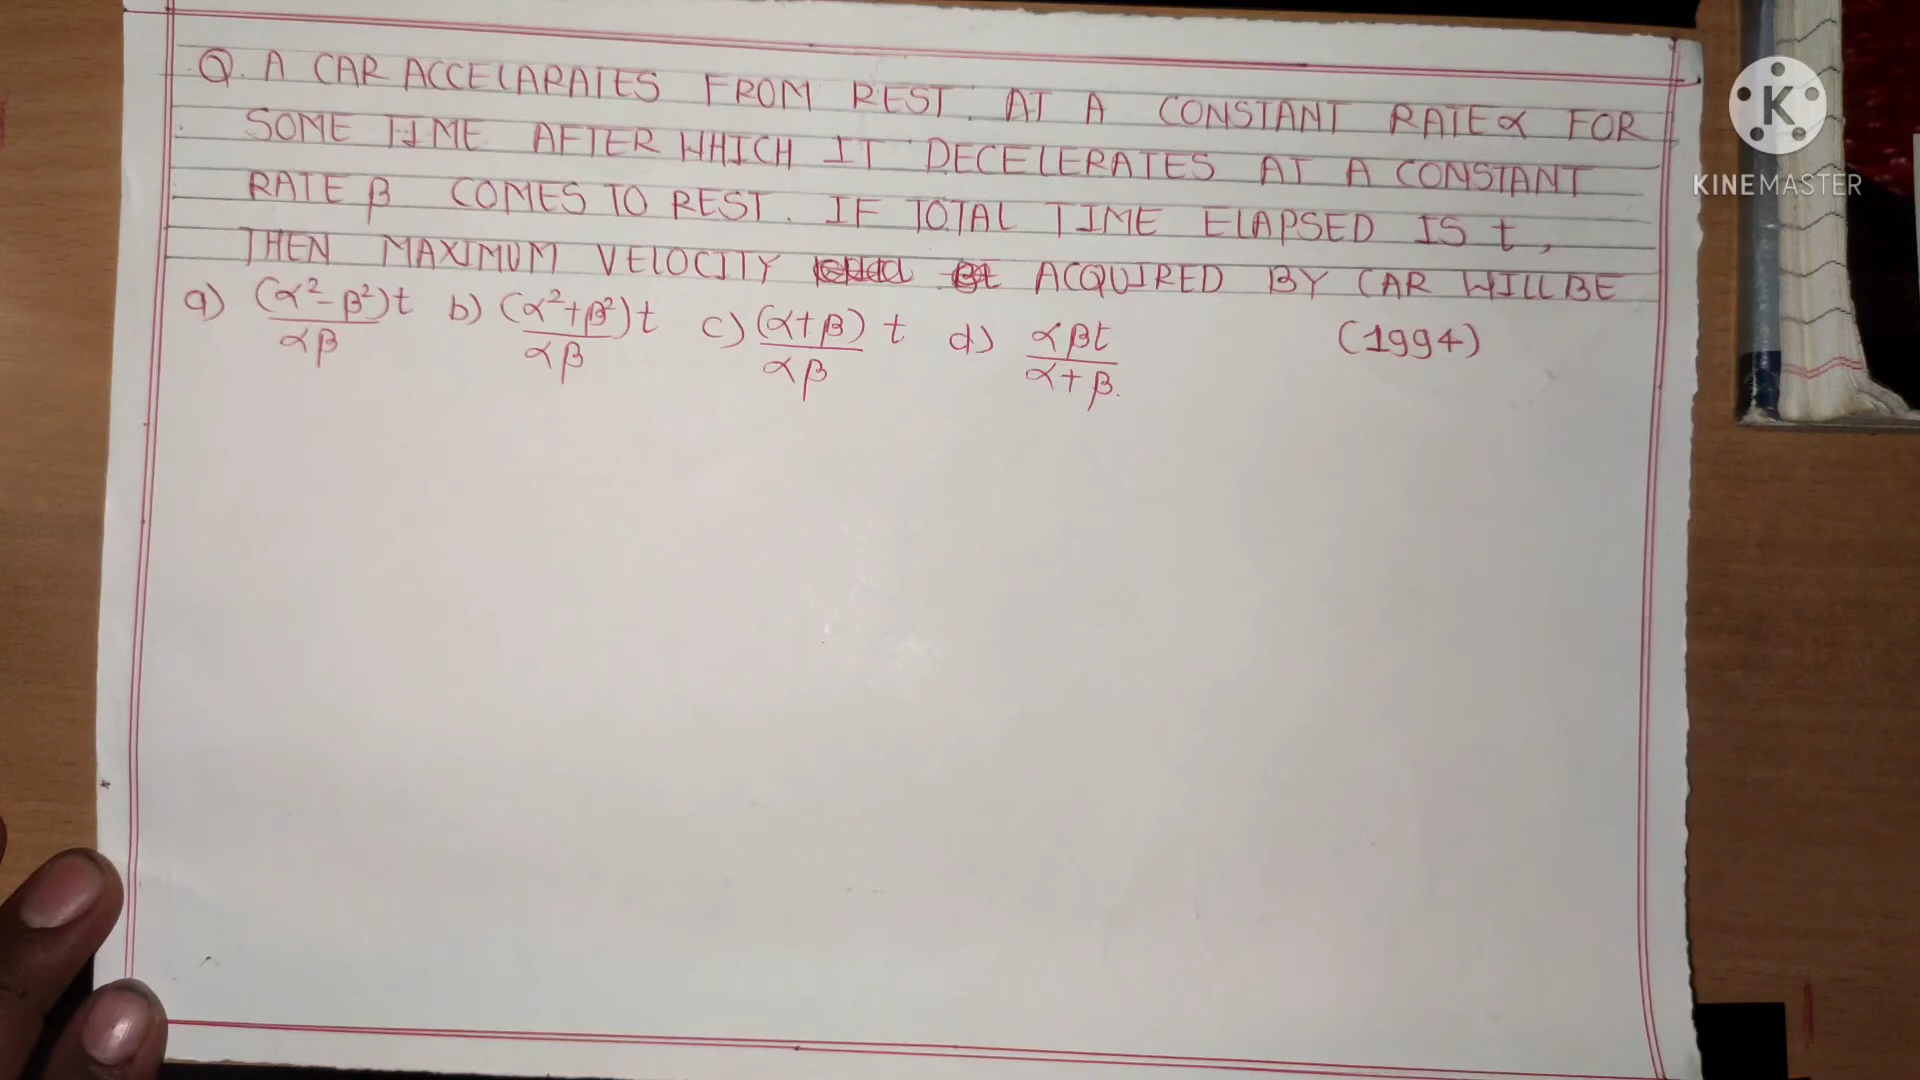 Q. A CAR ACCELARATES FROM REST. AT A CONSTANT RATE α FOR
SOME TIME AFTER WHICH IT DECELERATES AT A CONSTANT
RATE β COMES TO REST. IF TOTAL TIME ELAPSED IS t,
THEN MAXIMUM VELOCITY ACQUIRED BY CAR WILL BE
a) (α²-β²)t/αβ b) (α²+β²)t/αβ c) (α+β)/αβ t d) αβt/α+β. (1994)
K
KINEMASTER